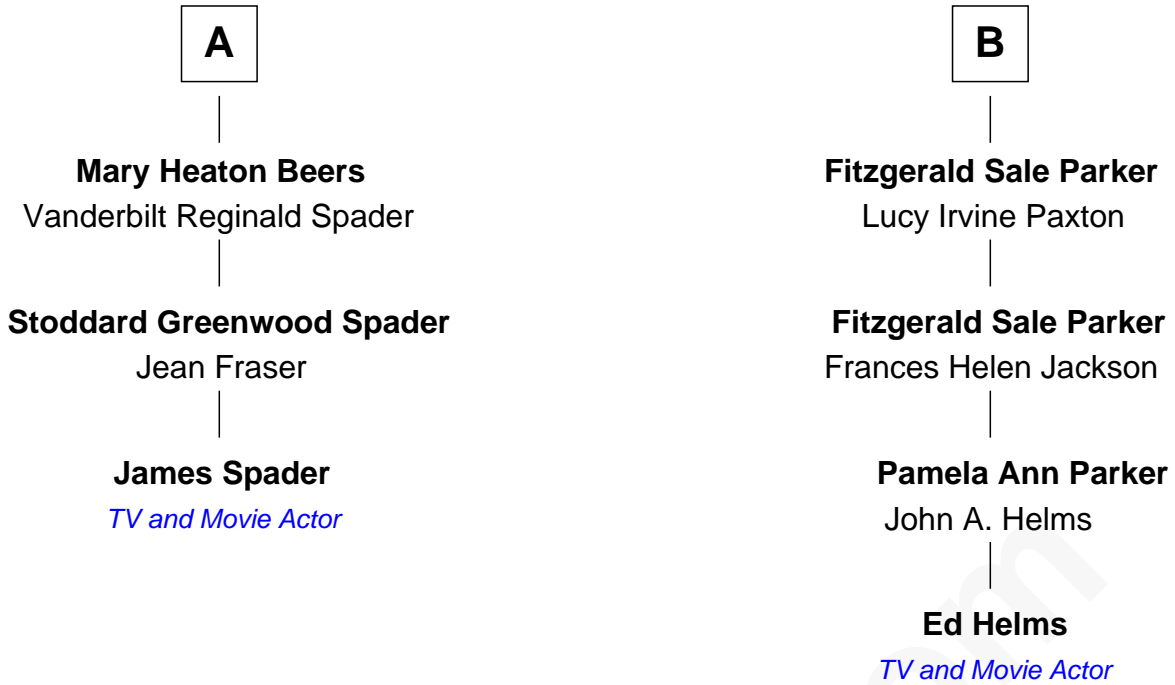 A
Mary Heaton Beers
Vanderbilt Reginald Spader
Stoddard Greenwood Spader
Jean Fraser
James Spader
TV and Movie Actor
B
Fitzgerald Sale Parker
Lucy Irvine Paxton
Fitzgerald Sale Parker
Frances Helen Jackson
Pamela Ann Parker
John A. Helms
Ed Helms
TV and Movie Actor
om